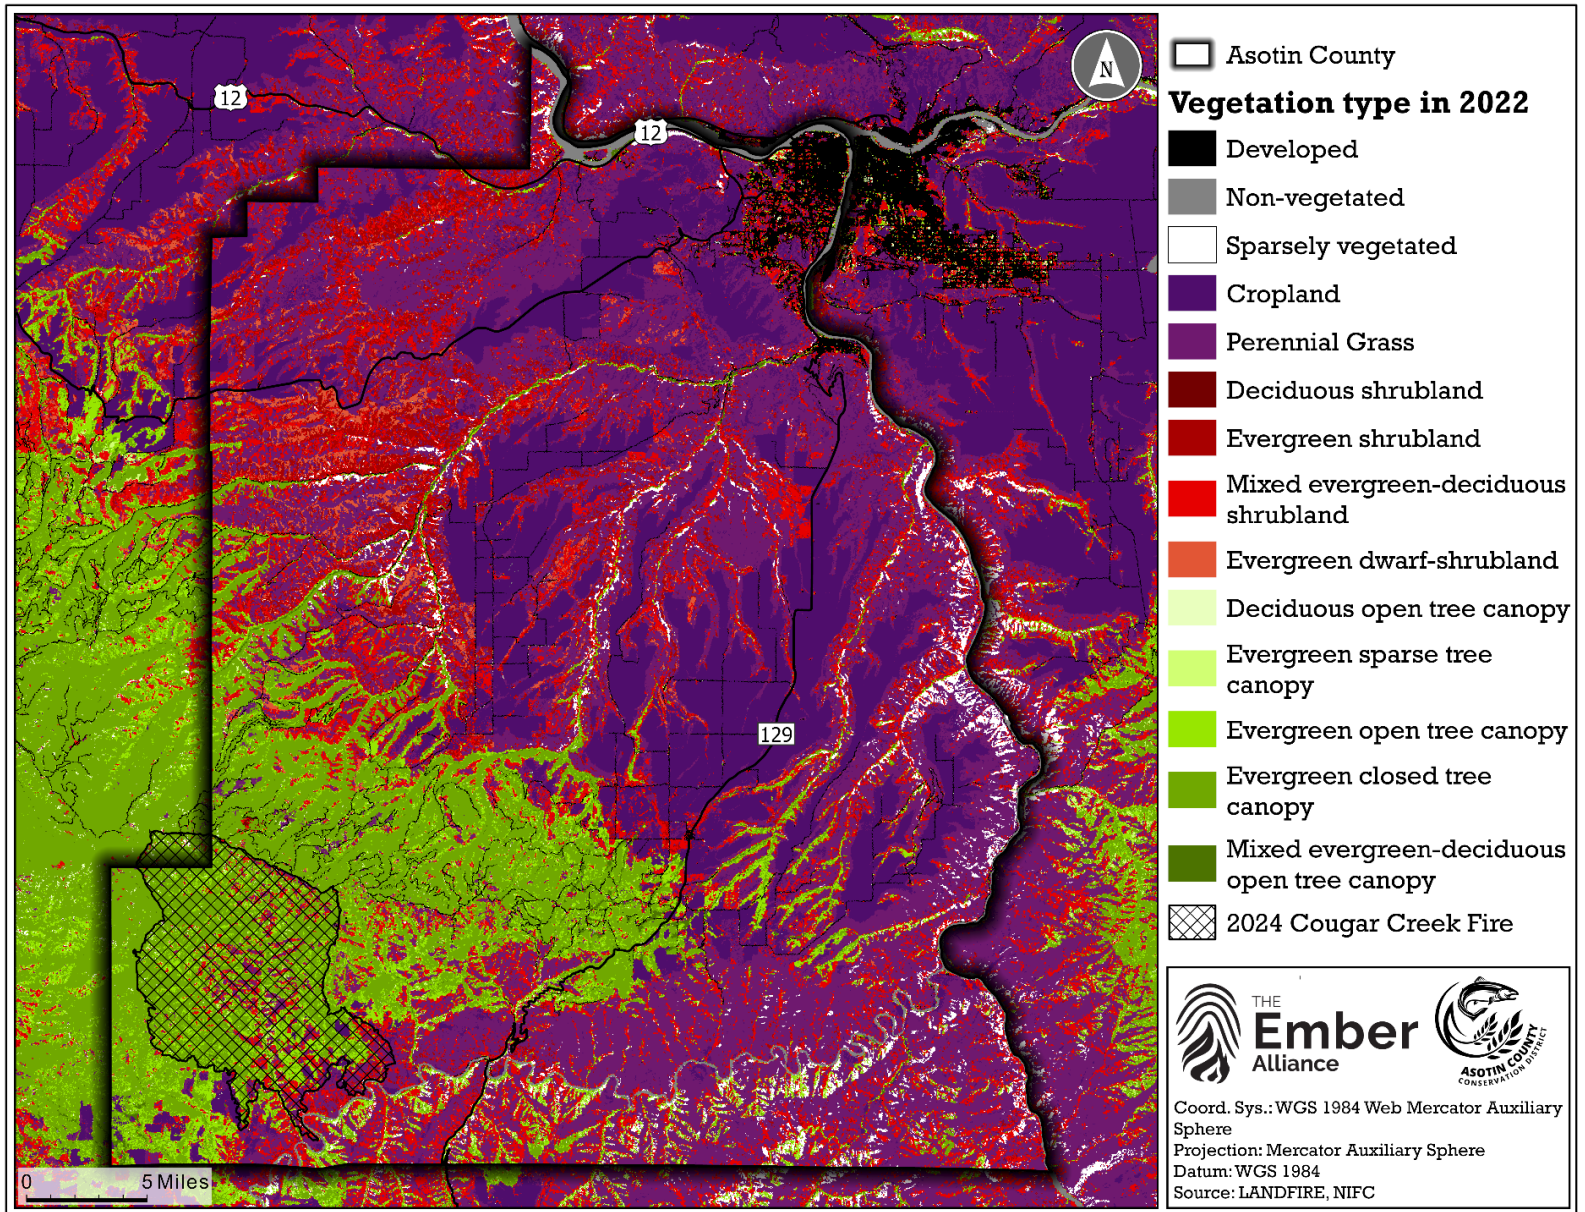 12
12
N
129
0 5 Miles
Asotin County
Vegetation type in 2022
Developed
Non-vegetated
Sparsely vegetated
Cropland
Perennial Grass
Deciduous shrubland
Evergreen shrubland
Mixed evergreen-deciduous
shrubland
Evergreen dwarf-shrubland
Deciduous open tree canopy
Evergreen sparse tree
canopy
Evergreen open tree canopy
Evergreen closed tree
canopy
Mixed evergreen-deciduous
open tree canopy
2024 Cougar Creek Fire
THE
Ember
Alliance
ASOTIN COUNTY
CONSERVATION DISTRICT
Coord. Sys.: WGS 1984 Web Mercator Auxiliary
Sphere
Projection: Mercator Auxiliary Sphere
Datum: WGS 1984
Source: LANDFIRE, NIFC